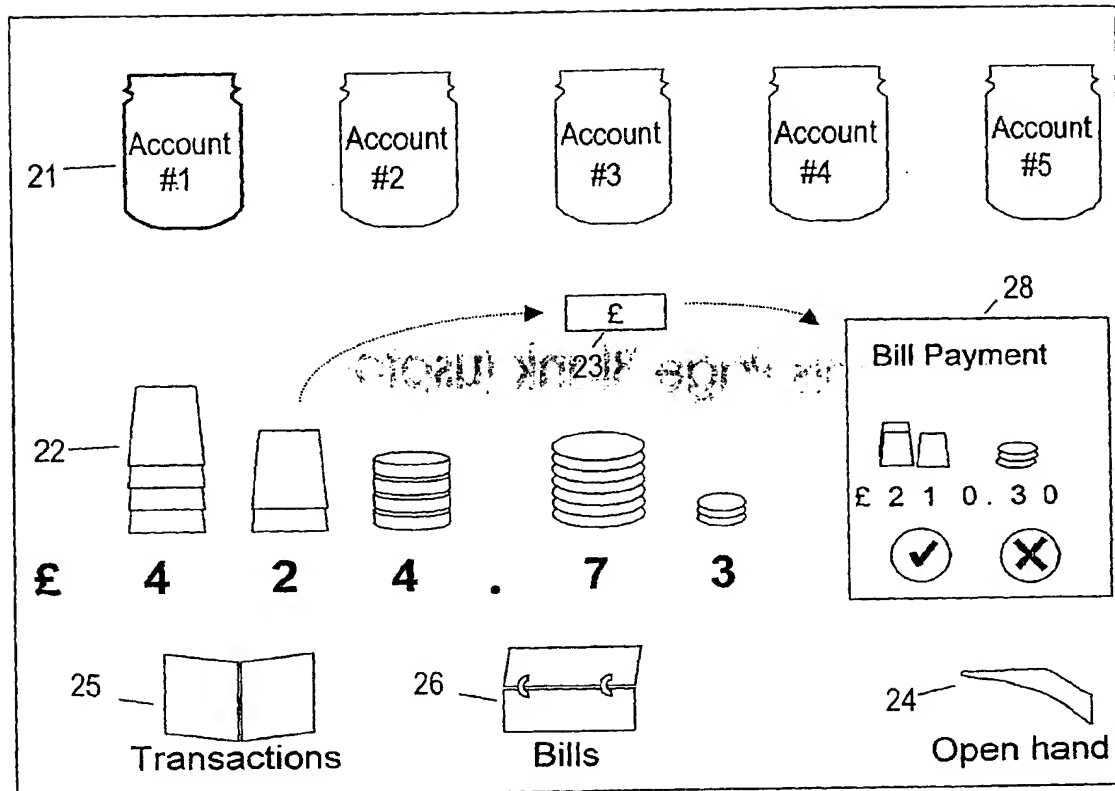 Account #1
Account #2
Account #3
Account #4
Account #5
21
£
23
28
Bill Payment
£ 2 1 0 . 3 0
22
£ 4 2 4 . 7 3
25
Transactions
26
Bills
24
Open hand